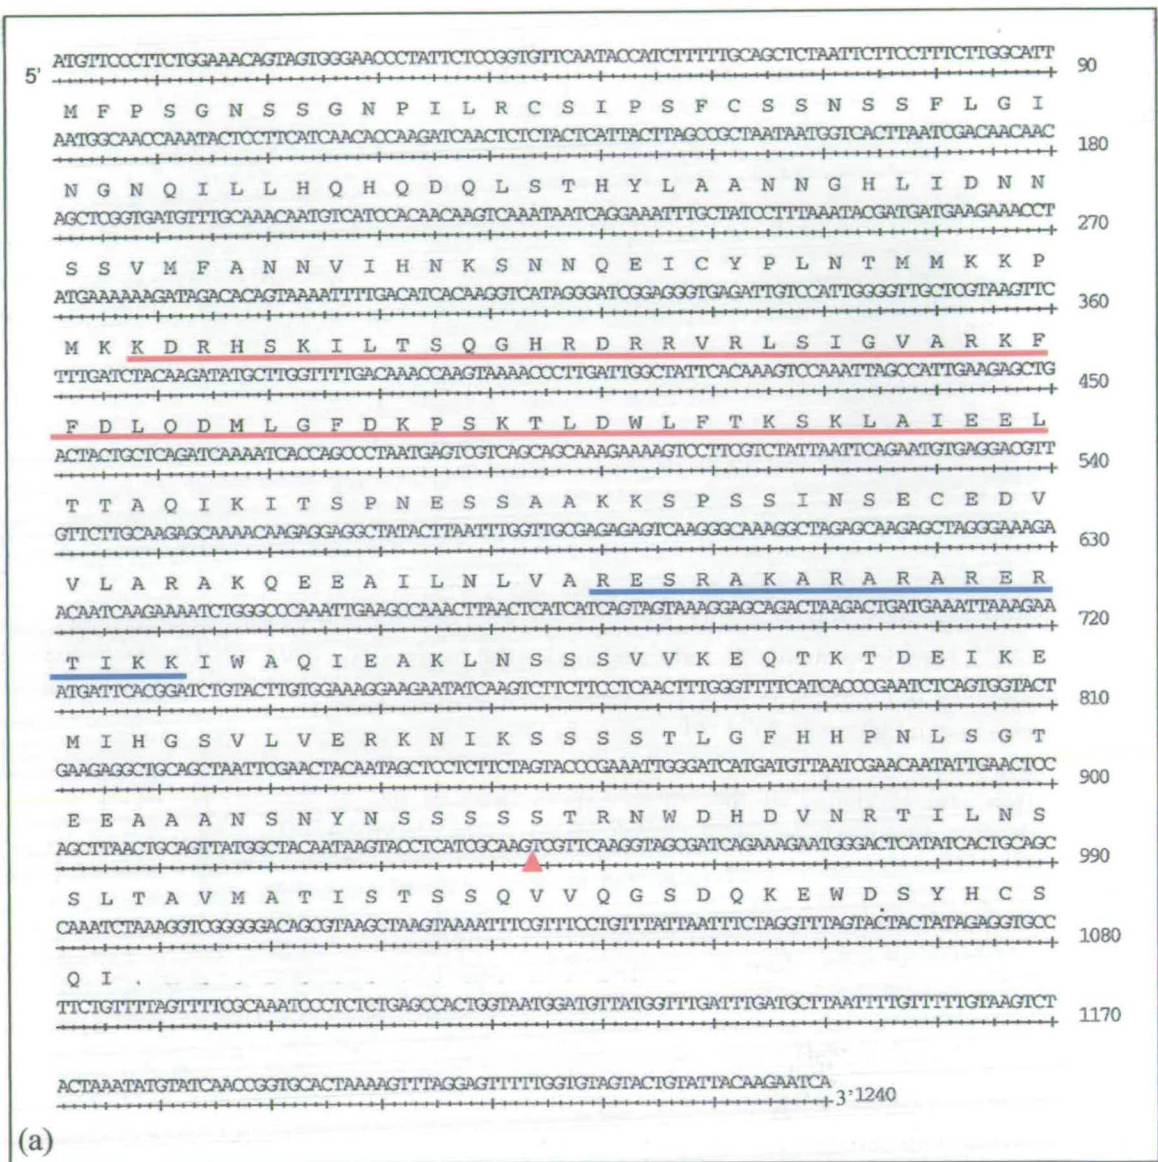 ATGTTCCCTTCTGGAAACAGTAGTGGGAACCCTATTCTCCGGTGTTCAATACCATCTTTTTGCAGCTCTAATTCTTCCTTTCTTGGCATT
5' 90
M F P S G N S S G N P I L R C S I P S F C S S N S S F L G I
AATGGCAACCAAATACTCCTTCATCAACACCAAGATCAACTCTCTACTCATTACTTAGCCGCTAATAATGGTCACTTAATCGACAACAAC
180
N G N Q I L L H Q H Q D Q L S T H Y L A A N N G H L I D N N
AGCTCGGTGATGTTTGCAAACAATGTCATCCACAACAAGTCAAATAATCAGGAAATTTGCTATCCTTTAAATACGATGATGAAGAAACCT
270
S S V M F A N N V I H N K S N N Q E I C Y P L N T M M K K P
ATGAAAAAAGATAGACACAGTAAAATTTTGACATCACAAGGTCATAGGGATCGGAGGGTGAGATTGTCCATTGGGGTTGCTCGTAAGTTC
360
M K K D R H S K I L T S Q G H R D R R V R L S I G V A R K F
TTTGATCTACAAGATATGCTTGGTTTTGACAAACCAAGTAAAACCCTTGATTGGCTATTCACAAAGTCCAAATTAGCCATTGAAGAGCTG
450
F D L Q D M L G F D K P S K T L D W L F T K S K L A I E E L
ACTACTGCTCAGATCAAAATCACCAGCCCTAATGAGTCGTCAGCAGCAAAGAAAAGTCCTTCGTCTATTAATTCAGAATGTGAGGACGTT
540
T T A Q I K I T S P N E S S A A K K S P S S I N S E C E D V
GTTCTTGCAAGAGCAAAACAAGAGGAGGCTATACTTAATTTGGTTGCGAGAGAGAGTCAAGGGCAAAGGCTAGAGCAAGAGCTAGGGAAAGA
630
V L A R A K Q E E A I L N L V A R E S R A K A R A R A R E R
ACAATCAAGAAAATCTGGGCCCAAATTGAAGCCAAACTTAACTCATCATCAGTAGTAAAGGAGCAGACTAAGACTGATGAAATTAAAGAA
720
T I K K I W A Q I E A K L N S S S V V K E Q T K T D E I K E
ATGATTCACGGATCTGTACTTGTGGAAAGGAAGAATATCAAGTCTTCTTCCTCAACTTTGGGTTTTCATCACCCGAATCTCAGTGGTACT
810
M I H G S V L V E R K N I K S S S S T L G F H H P N L S G T
GAAGAGGCTGCAGCTAATTCGAACTACAATAGCTCCTCTTCTAGTACCCGAAATTGGGATCATGATGTTAATCGAACAATATTGAACTCC
900
E E A A A N S N Y N S S S S S T R N W D H D V N R T I L N S
AGCTTAACTGCAGTTATGGCTACAATAAGTACCTCATCGCAAGTCGTTCAAGGTAGCGATCAGAAAGAATGGGACTCATATCACTGCAGC
990
S L T A V M A T I S T S S Q V V Q G S D Q K E W D S Y H C S
CAAATCTAAAGGTCGGGGGACAGCGTAAGCTAAGTAAAATTTCGTTTCCTGTTTATTAATTTCTAGGTTTAGTACTACTATAGAGGTGCC
1080
Q I
TTCTGTTTTAGTTTTCGCAAATCCCTCTCTGAGCCACTGGTAATGGATGTTATGGTTTGATTTGATGCTTAATTTTGTTTTTGTAAGTCT
1170
ACTAAATATGTATCAACCGGTGCACTAAAAGTTTAGGAGTTTTTGGTGTAGTACTGTATTACAAGAATCA
3' 1240
(a)